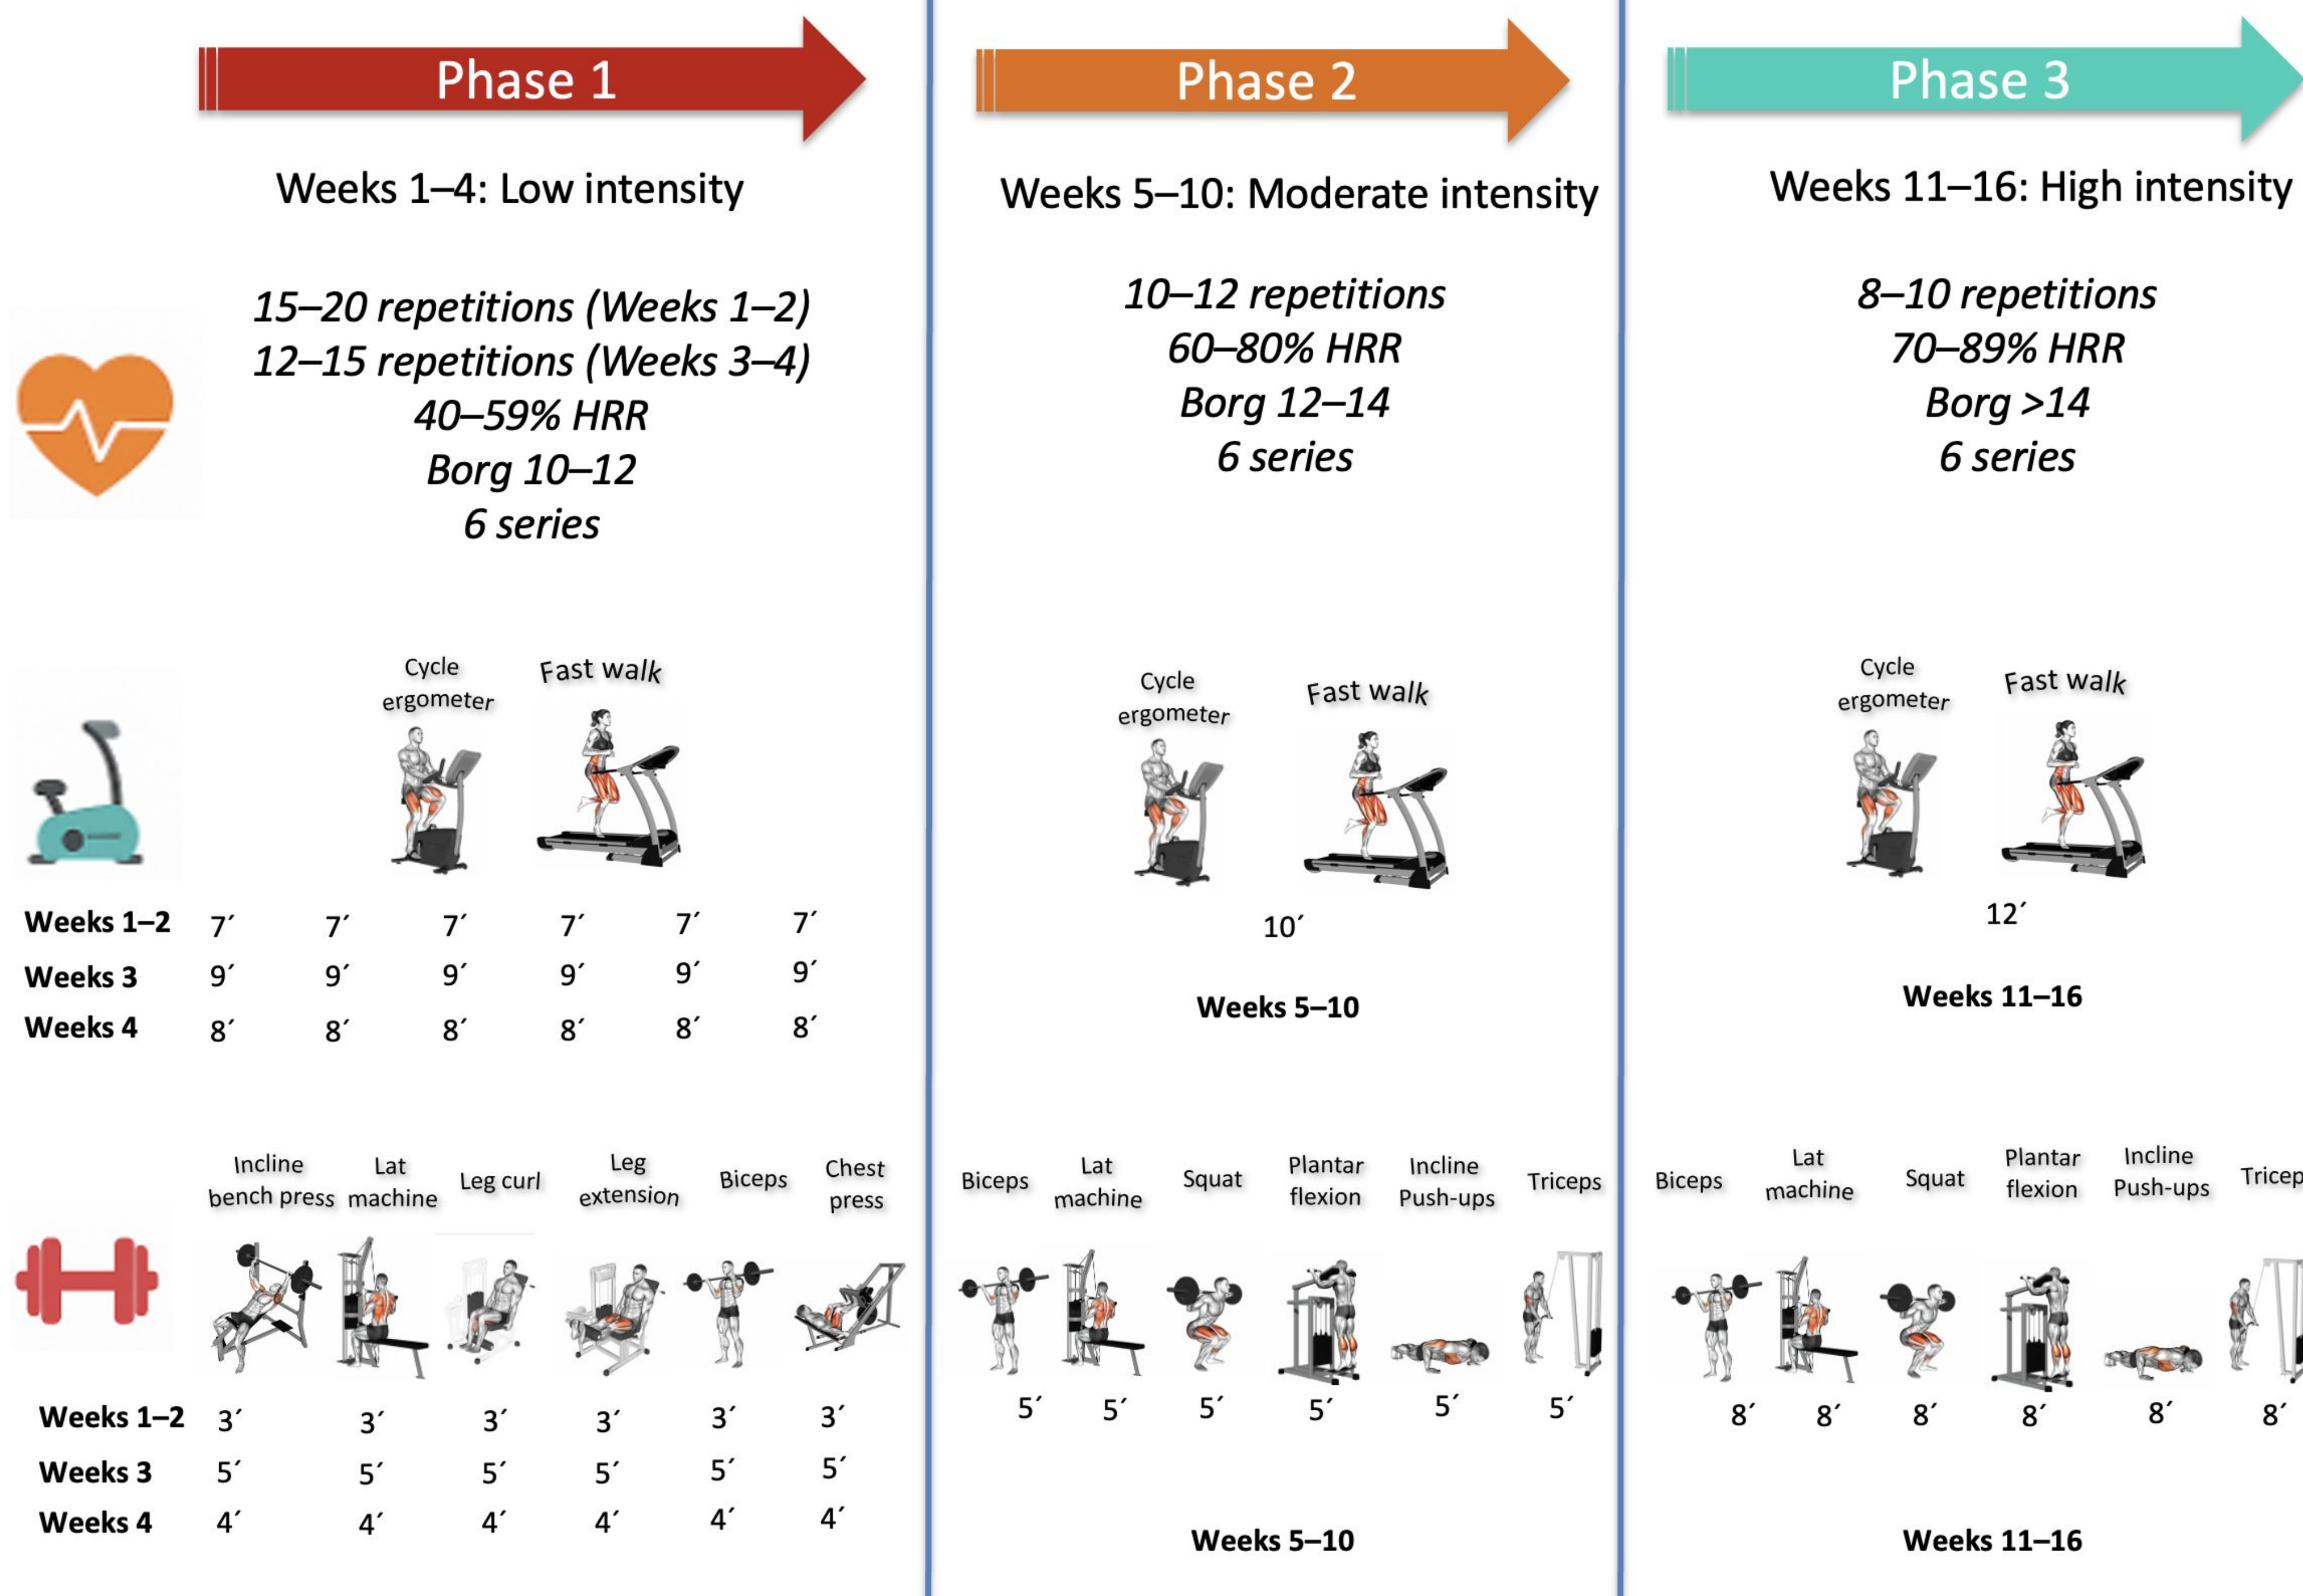 Phase 1
Weeks 1–4: Low intensity
15–20 repetitions (Weeks 1–2)
12–15 repetitions (Weeks 3–4)
40–59% HRR
Borg 10–12
6 series
Cycle
ergometer
Fast walk
Weeks 1–2 7´ 7´ 7´ 7´ 7´ 7´
Weeks 3 9´ 9´ 9´ 9´ 9´ 9´
Weeks 4 8´ 8´ 8´ 8´ 8´ 8´
Incline
bench press
Lat
machine
Leg curl
Leg
extension
Biceps
Chest
press
Weeks 1–2 3´ 3´ 3´ 3´ 3´ 3´
Weeks 3 5´ 5´ 5´ 5´ 5´ 5´
Weeks 4 4´ 4´ 4´ 4´ 4´ 4´
Phase 2
Weeks 5–10: Moderate intensity
10–12 repetitions
60–80% HRR
Borg 12–14
6 series
Cycle
ergometer
Fast walk
10´
Weeks 5–10
Biceps
Lat
machine
Squat
Plantar
flexion
Incline
Push-ups
Triceps
5´ 5´ 5´ 5´ 5´ 5´
Weeks 5–10
Phase 3
Weeks 11–16: High intensity
8–10 repetitions
70–89% HRR
Borg >14
6 series
Cycle
ergometer
Fast walk
12´
Weeks 11–16
Biceps
Lat
machine
Squat
Plantar
flexion
Incline
Push-ups
Tricep
8´ 8´ 8´ 8´ 8´ 8´
Weeks 11–16